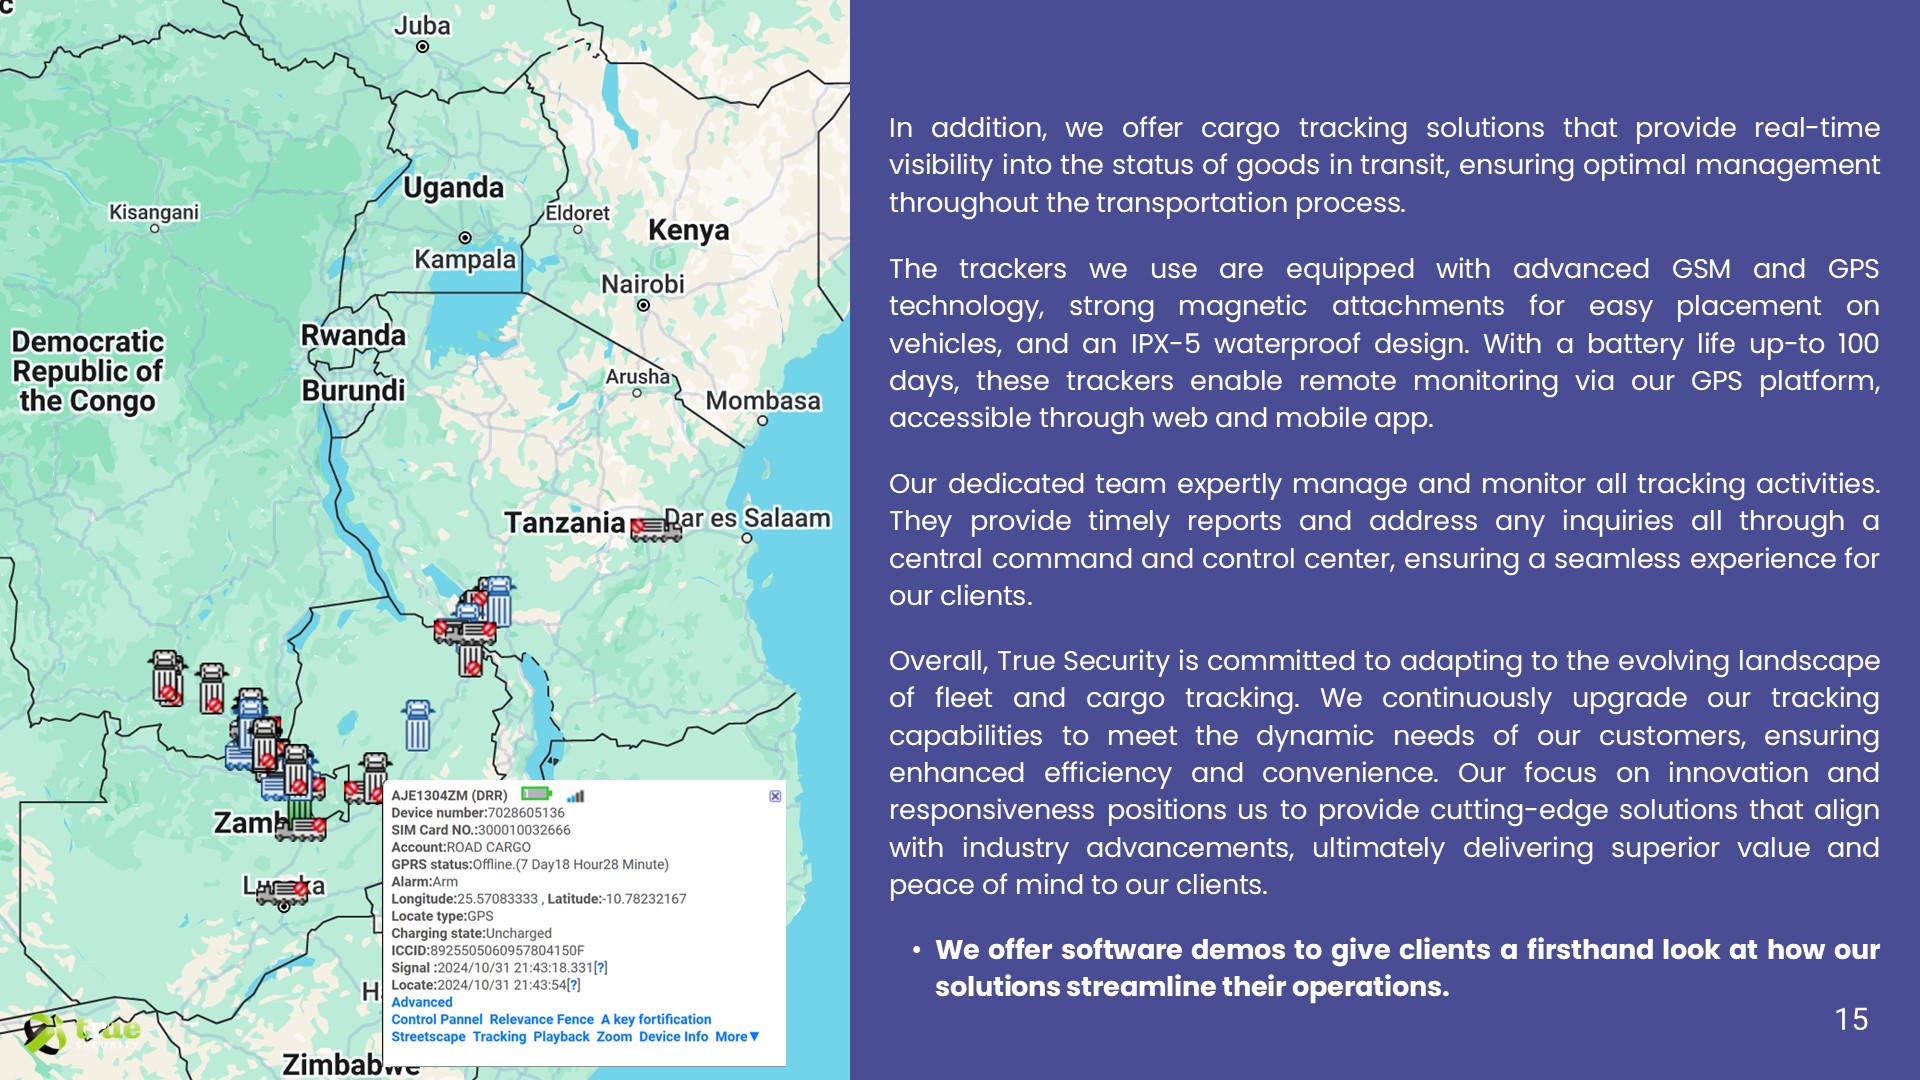 c
Juba
Uganda
Kisangani
Eldoret
Kenya
Kampala
Nairobi
Rwanda
Democratic
Republic of
the Congo
Burundi
Arusha
Mombasa
Tanzania
Dar es Salaam
Zamb
L
ka
H
Zimbabwe
true
SECURITY
AJE1304ZM (DRR)
Device number:7028605136
SIM Card NO.:300010032666
Account:ROAD CARGO
GPRS status:Offline.(7 Day18 Hour28 Minute)
Alarm:Arm
Longitude:25.57083333 , Latitude:-10.78232167
Locate type:GPS
Charging state:Uncharged
ICCID:8925505060957804150F
Signal :2024/10/31 21:43:18.331[?]
Locate:2024/10/31 21:43:54[?]
Advanced
Control Pannel Relevance Fence A key fortification
Streetscape Tracking Playback Zoom Device Info More▼
In addition, we offer cargo tracking solutions that provide real-time
visibility into the status of goods in transit, ensuring optimal management
throughout the transportation process.
The trackers we use are equipped with advanced GSM and GPS
technology, strong magnetic attachments for easy placement on
vehicles, and an IPX-5 waterproof design. With a battery life up-to 100
days, these trackers enable remote monitoring via our GPS platform,
accessible through web and mobile app.
Our dedicated team expertly manage and monitor all tracking activities.
They provide timely reports and address any inquiries all through a
central command and control center, ensuring a seamless experience for
our clients.
Overall, True Security is committed to adapting to the evolving landscape
of fleet and cargo tracking. We continuously upgrade our tracking
capabilities to meet the dynamic needs of our customers, ensuring
enhanced efficiency and convenience. Our focus on innovation and
responsiveness positions us to provide cutting-edge solutions that align
with industry advancements, ultimately delivering superior value and
peace of mind to our clients.
• We offer software demos to give clients a firsthand look at how our
solutions streamline their operations.
15